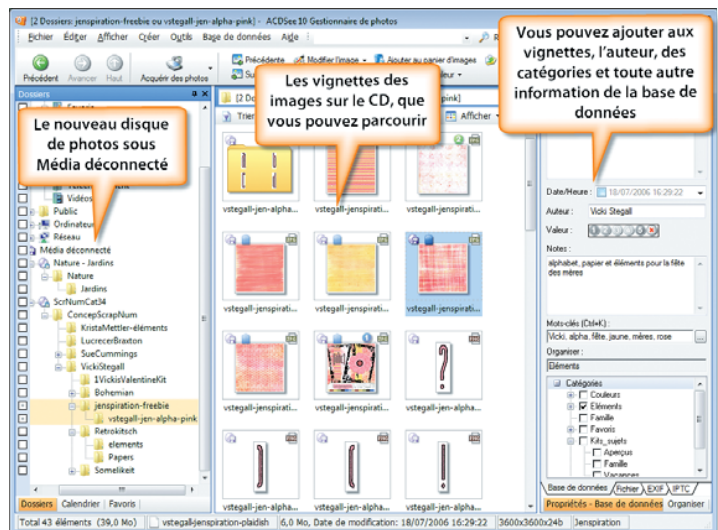 [2 Dossiers: jenspiration-freebie ou vstegall-jen-alpha-pink] - ACDSee 10 Gestionnaire de photos
Fichier Édiţer Afficher Créer Outils Base de données Aide
Précédent Avancer Haut Acquérir des photos
Précédente Modifier l'image Ajouter au panier d'images
Vous pouvez ajouter aux
vignettes, l'auteur, des
catégories et toute autre
information de la base de
données
Les vignettes des
images sur le CD, que
vous pouvez parcourir
Le nouveau disque
de photos sous
Média déconnecté
Dossiers
Favoris
Vidéos
Public
Ordinateur
Réseau
Média déconnecté
Nature - Jardins
Nature
Jardins
ScrNumCat34
ConcepScrapNum
KristaMettler-éléments
LucrecerBraxton
SueCummings
VickiStegall
1VickisValentineKit
Bohemian
jenspiration-freebie
vstegall-jen-alpha-pink
Retrokitsch
elements
Papers
Somelikeit
Dossiers Calendrier Favoris
[2 Do
pink]
Trier
Afficher
vstegall-jen-alpha... vstegall-jenspirati... vstegall-jenspirati...
vstegall-jenspirati... vstegall-jenspirati... vstegall-jenspirati...
vstegall-jenspirati... vstegall-jenspirati... vstegall-jen-alpha...
vstegall-jen-alpha... vstegall-jen-alpha... vstegall-jen-alpha...
Date/Heure : 18/07/2006 16:29:22
Auteur : Vicki Stegall
Valeur : 1 2 3 4 5
Notes :
alphabet, papier et éléments pour la fête
des mères
Mots-clés (Ctrl+K) :
Vicki, alpha, fête, jaune, mères, rose
Organiser :
Éléments
Catégories
Couleurs
Eléments
Famille
Favoris
Kits_sujets
Aperçus
Famille
Vacances
Base de données Fichier EXIF IPTC
Propriétés - Base de données Organiser
Total 43 éléments (39,0 Mo) vstegall-jenspiration-plaidish 6,0 Mo, Date de modification: 18/07/2006 16:29:22 3600x3600x24b Jenspiration